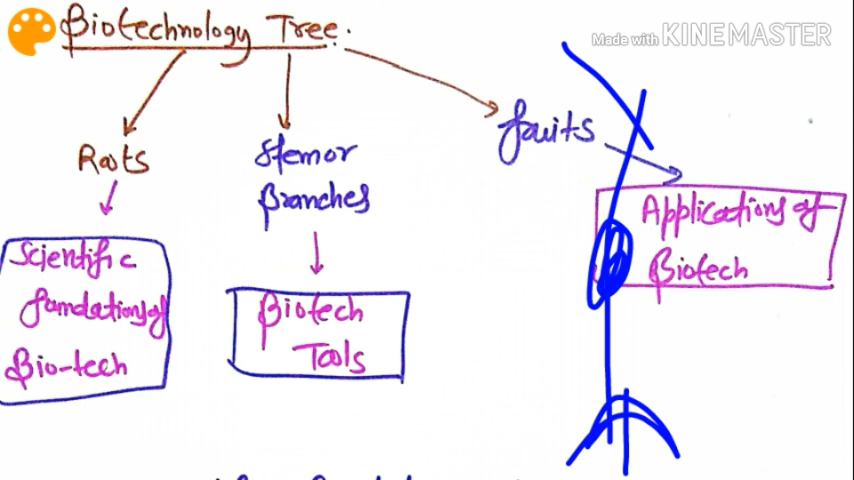 Biotechnology Tree:
Made with KINEMASTER
Roots
Stem or
Branches
fruits
Scientific
foundations of
Bio-tech
Biotech
Tools
Applications of
Biotech